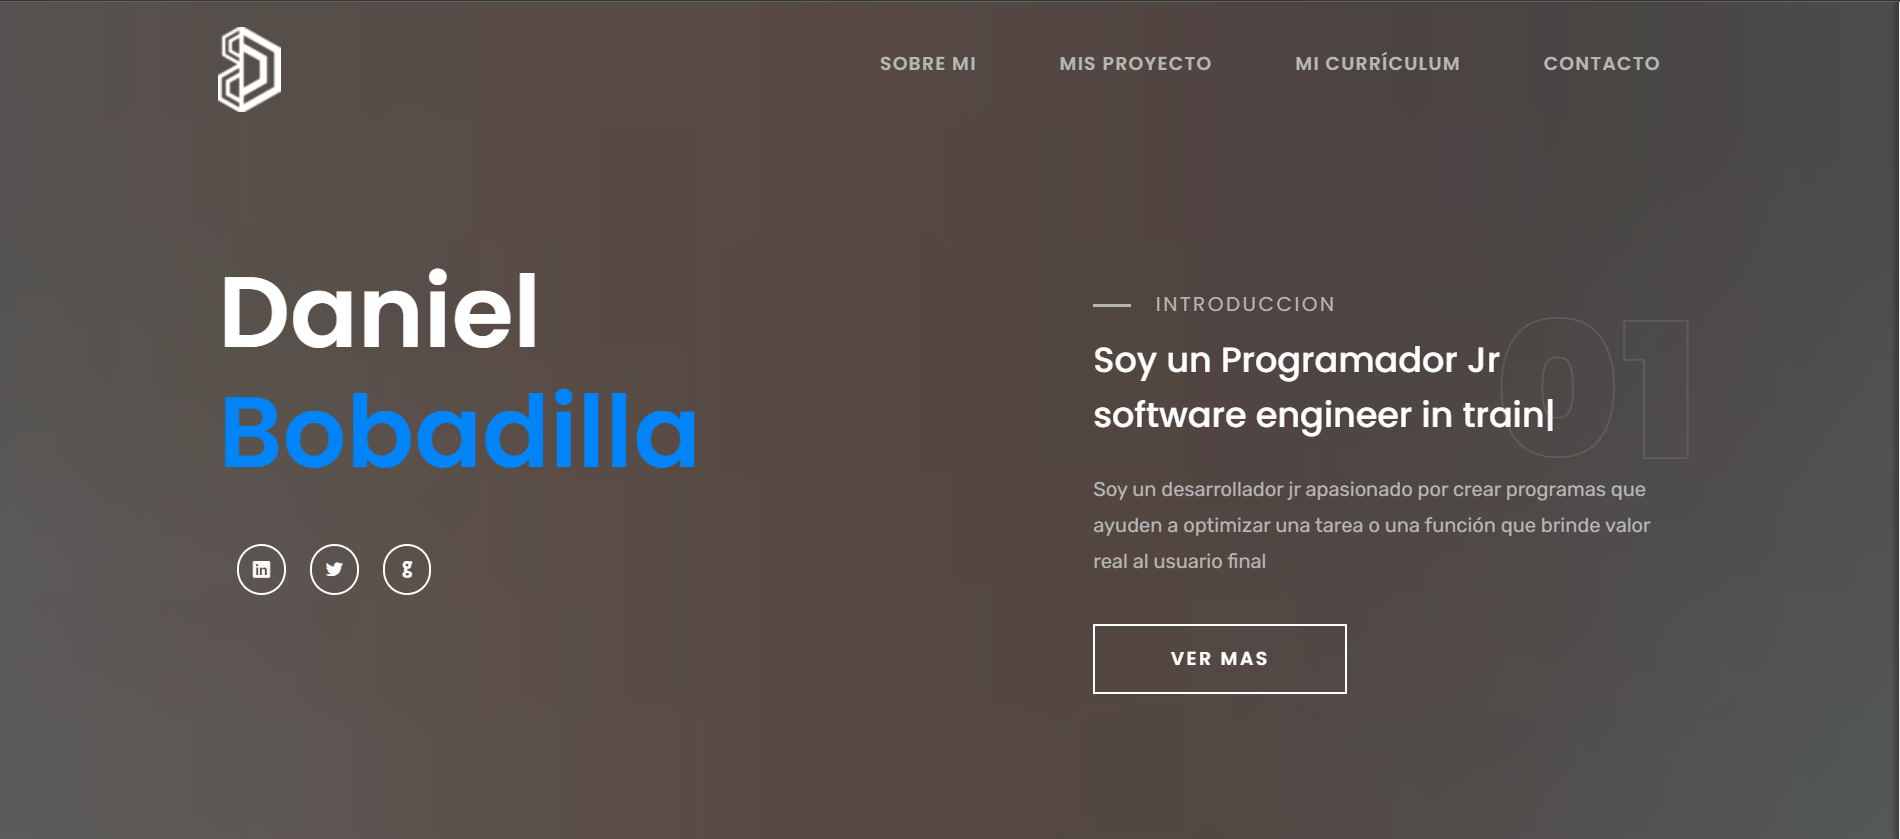 SOBRE MI
MIS PROYECTO
MI CURRÍCULUM
CONTACTO
Daniel
Bobadilla
INTRODUCCION
01
Soy un Programador Jr
software engineer in train|
Soy un desarrollador jr apasionado por crear programas que
ayuden a optimizar una tarea o una función que brinde valor
real al usuario final
VER MAS